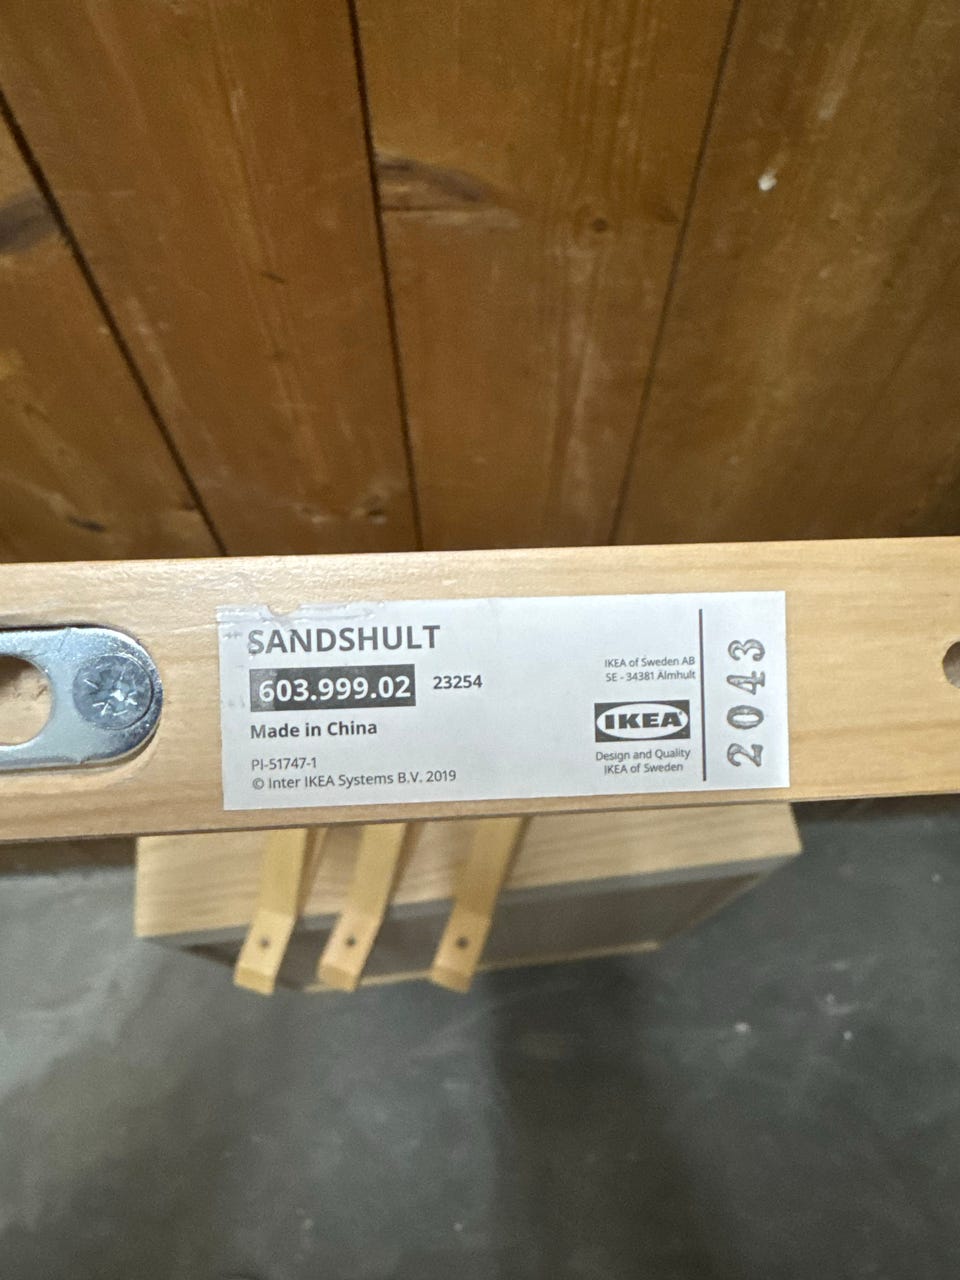 SANDSHULT
603.999.02 23254
Made in China
PI-51747-1
© Inter IKEA Systems B.V. 2019
IKEA of Sweden AB
SE - 34381 Älmhult
IKEA
Design and Quality
IKEA of Sweden
2043